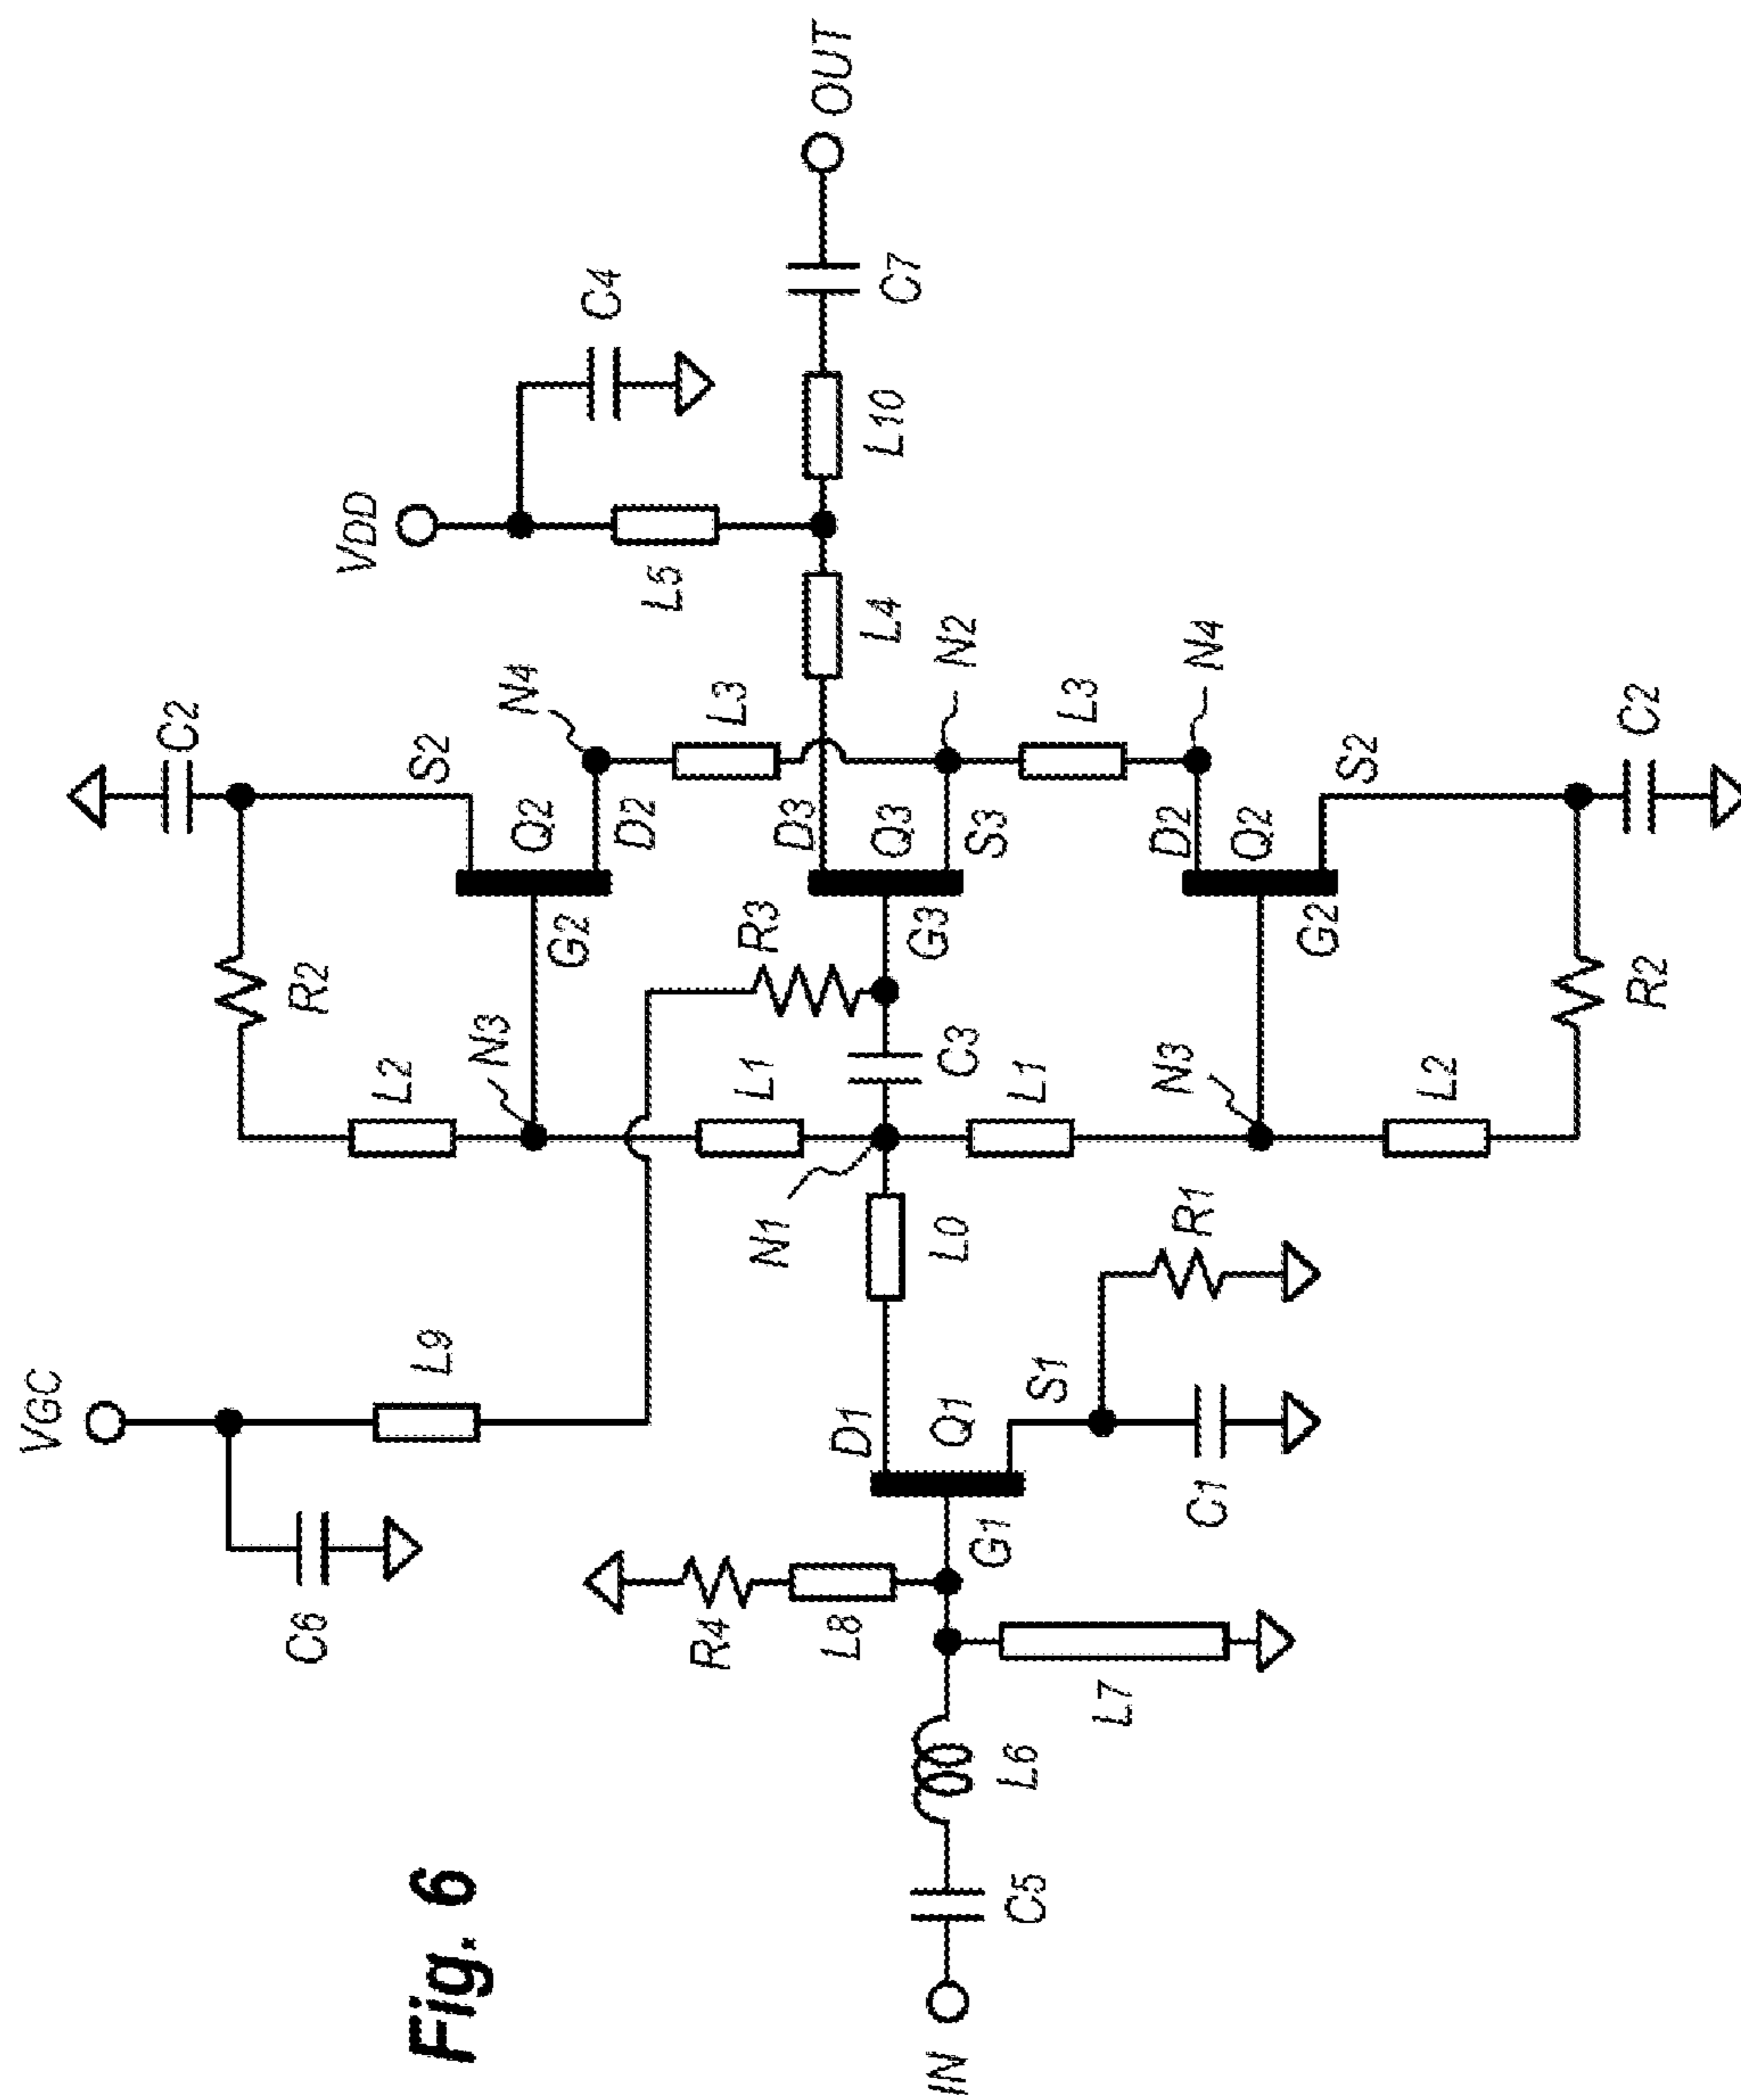 Fig. 6
VGC
VDD
IN
OUT
C5
L6
L7
L8
R4
G1
Q1
D1
S1
C1
R1
C6
L9
L0
N1
L1
L1
C3
R3
N3
N3
L2
L2
R2
R2
G2
Q2
D2
S2
C2
G3
Q3
D3
S3
G2
Q2
D2
S2
C2
N4
L3
N2
L3
N4
L4
L5
C4
L10
C7